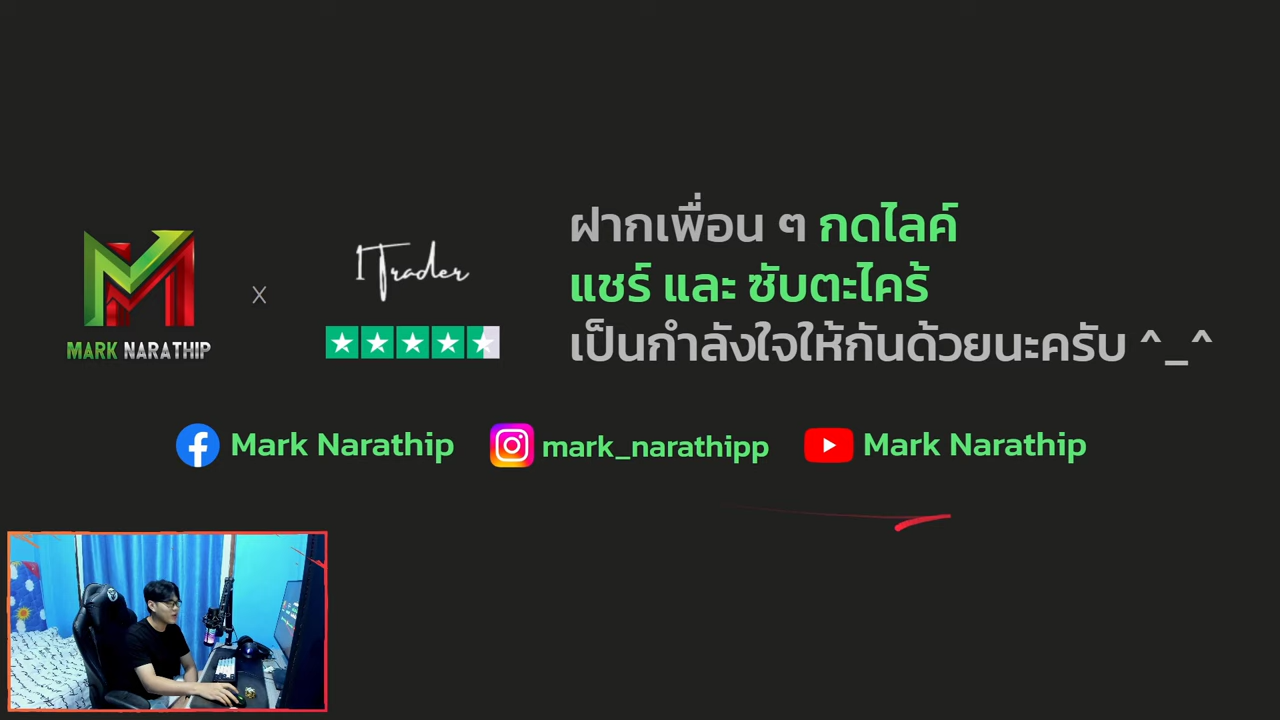 ฝากเพื่อน ๆ กดไลค์
แชร์ และ ซับตะไคร้
เป็นกำลังใจให้กันด้วยนะครับ ^_^
MARK NARATHIP
X
1Trader
Mark Narathip
mark_narathipp
Mark Narathip